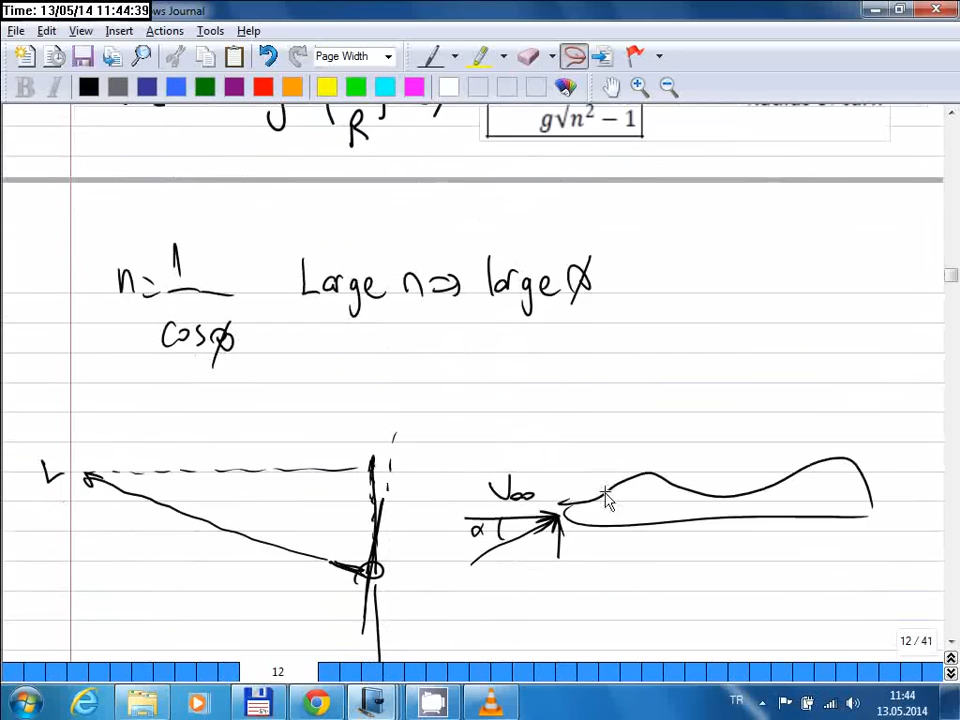 Time: 13/05/14 11:44:39
ows Journal
File Edit View Insert Actions Tools Help
Page Width
B I
R
g√n² − 1
n = 1
cosφ
Large n ⇒ large φ
V∞
α
12 / 41
12
TR
11:44
13.05.2014